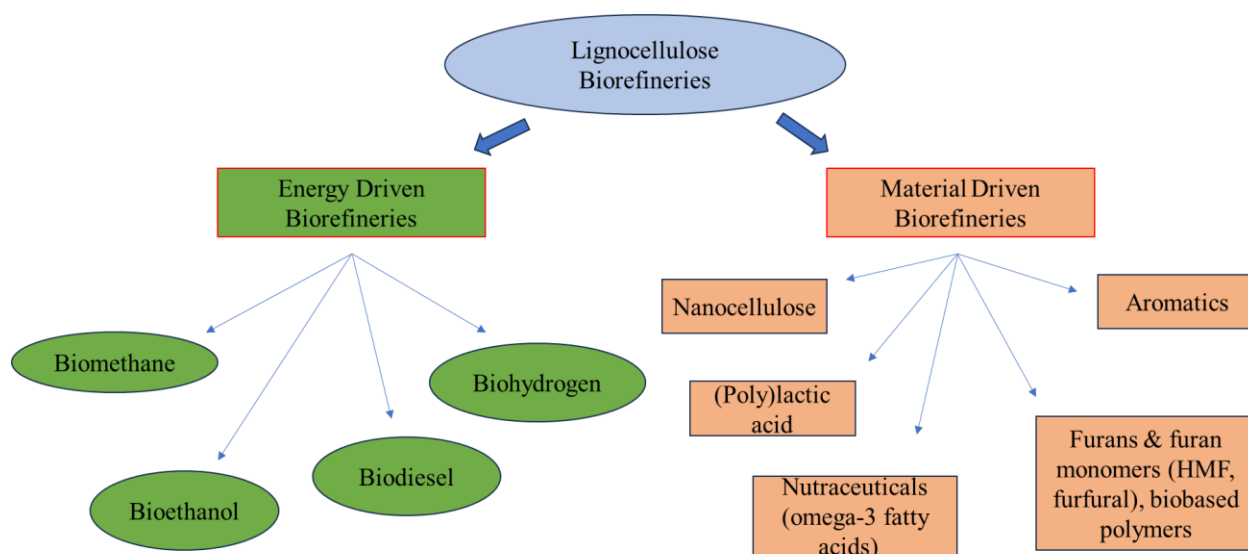 Lignocellulose
Biorefineries
Energy Driven
Biorefineries
Material Driven
Biorefineries
Nanocellulose
Aromatics
Biomethane
Biohydrogen
(Poly)lactic
acid
Furans & furan
monomers (HMF,
furfural), biobased
polymers
Biodiesel
Bioethanol
Nutraceuticals
(omega-3 fatty
acids)